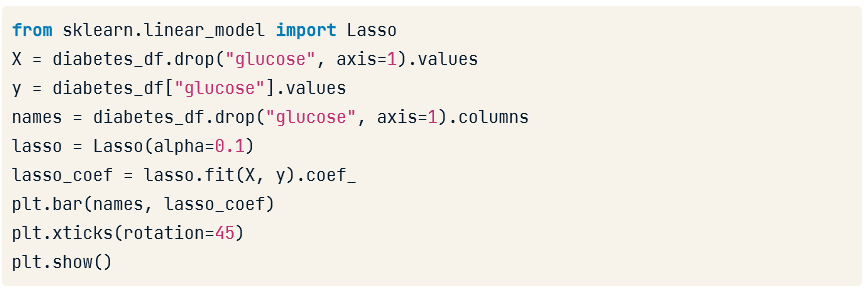 from sklearn.linear_model import Lasso
X = diabetes_df.drop("glucose", axis=1).values
y = diabetes_df["glucose"].values
names = diabetes_df.drop("glucose", axis=1).columns
lasso = Lasso(alpha=0.1)
lasso_coef = lasso.fit(X, y).coef_
plt.bar(names, lasso_coef)
plt.xticks(rotation=45)
plt.show()